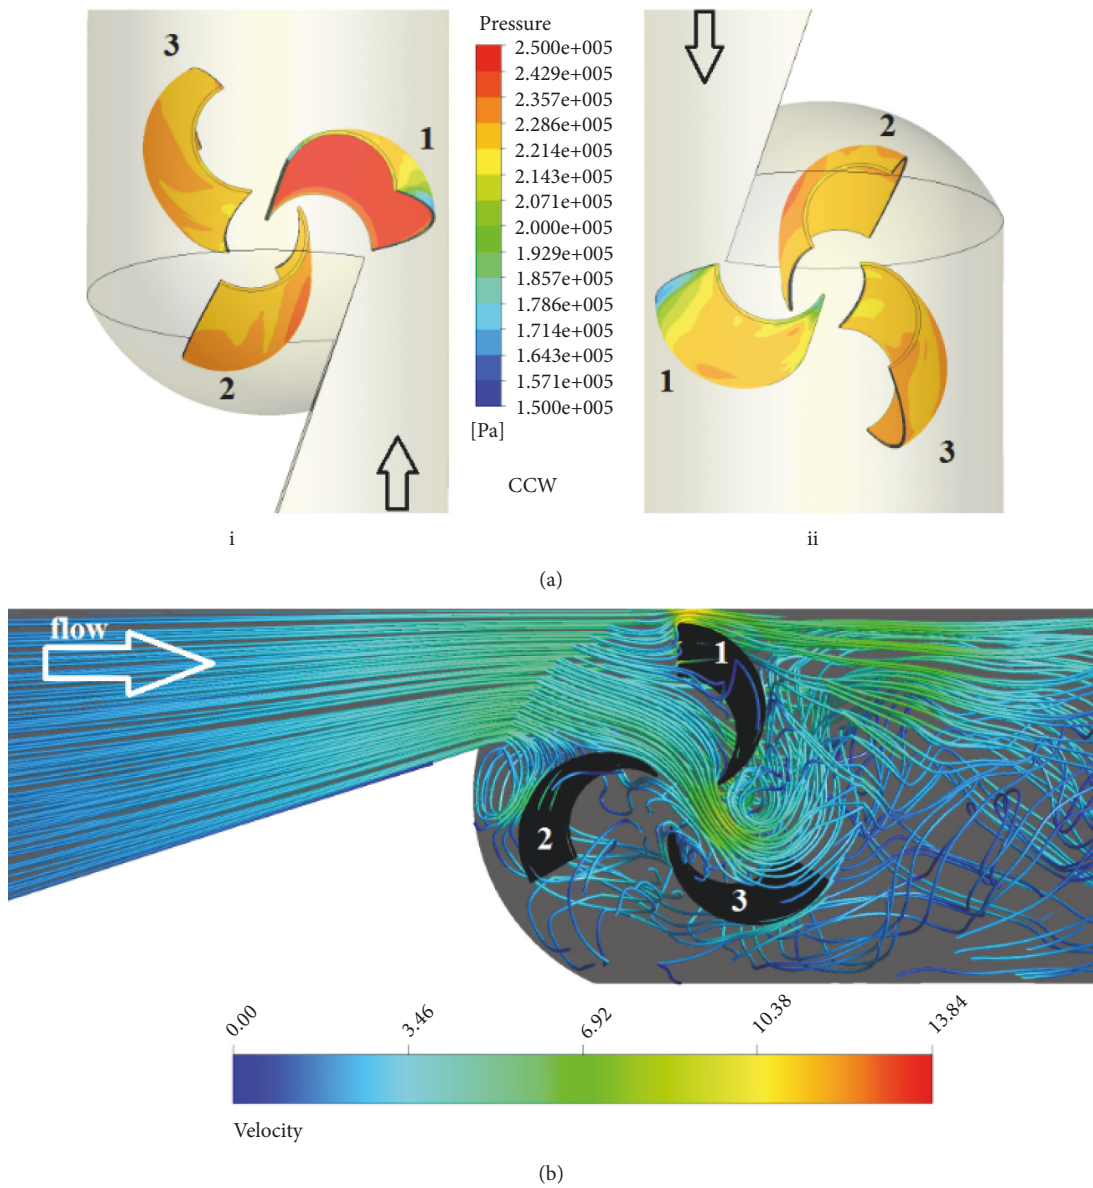 3
1
2
i
Pressure
2.500e+005
2.429e+005
2.357e+005
2.286e+005
2.214e+005
2.143e+005
2.071e+005
2.000e+005
1.929e+005
1.857e+005
1.786e+005
1.714e+005
1.643e+005
1.571e+005
1.500e+005
[Pa]
CCW
2
1
3
ii
(a)
flow
1
2
3
0.00
3.46
6.92
10.38
13.84
Velocity
(b)